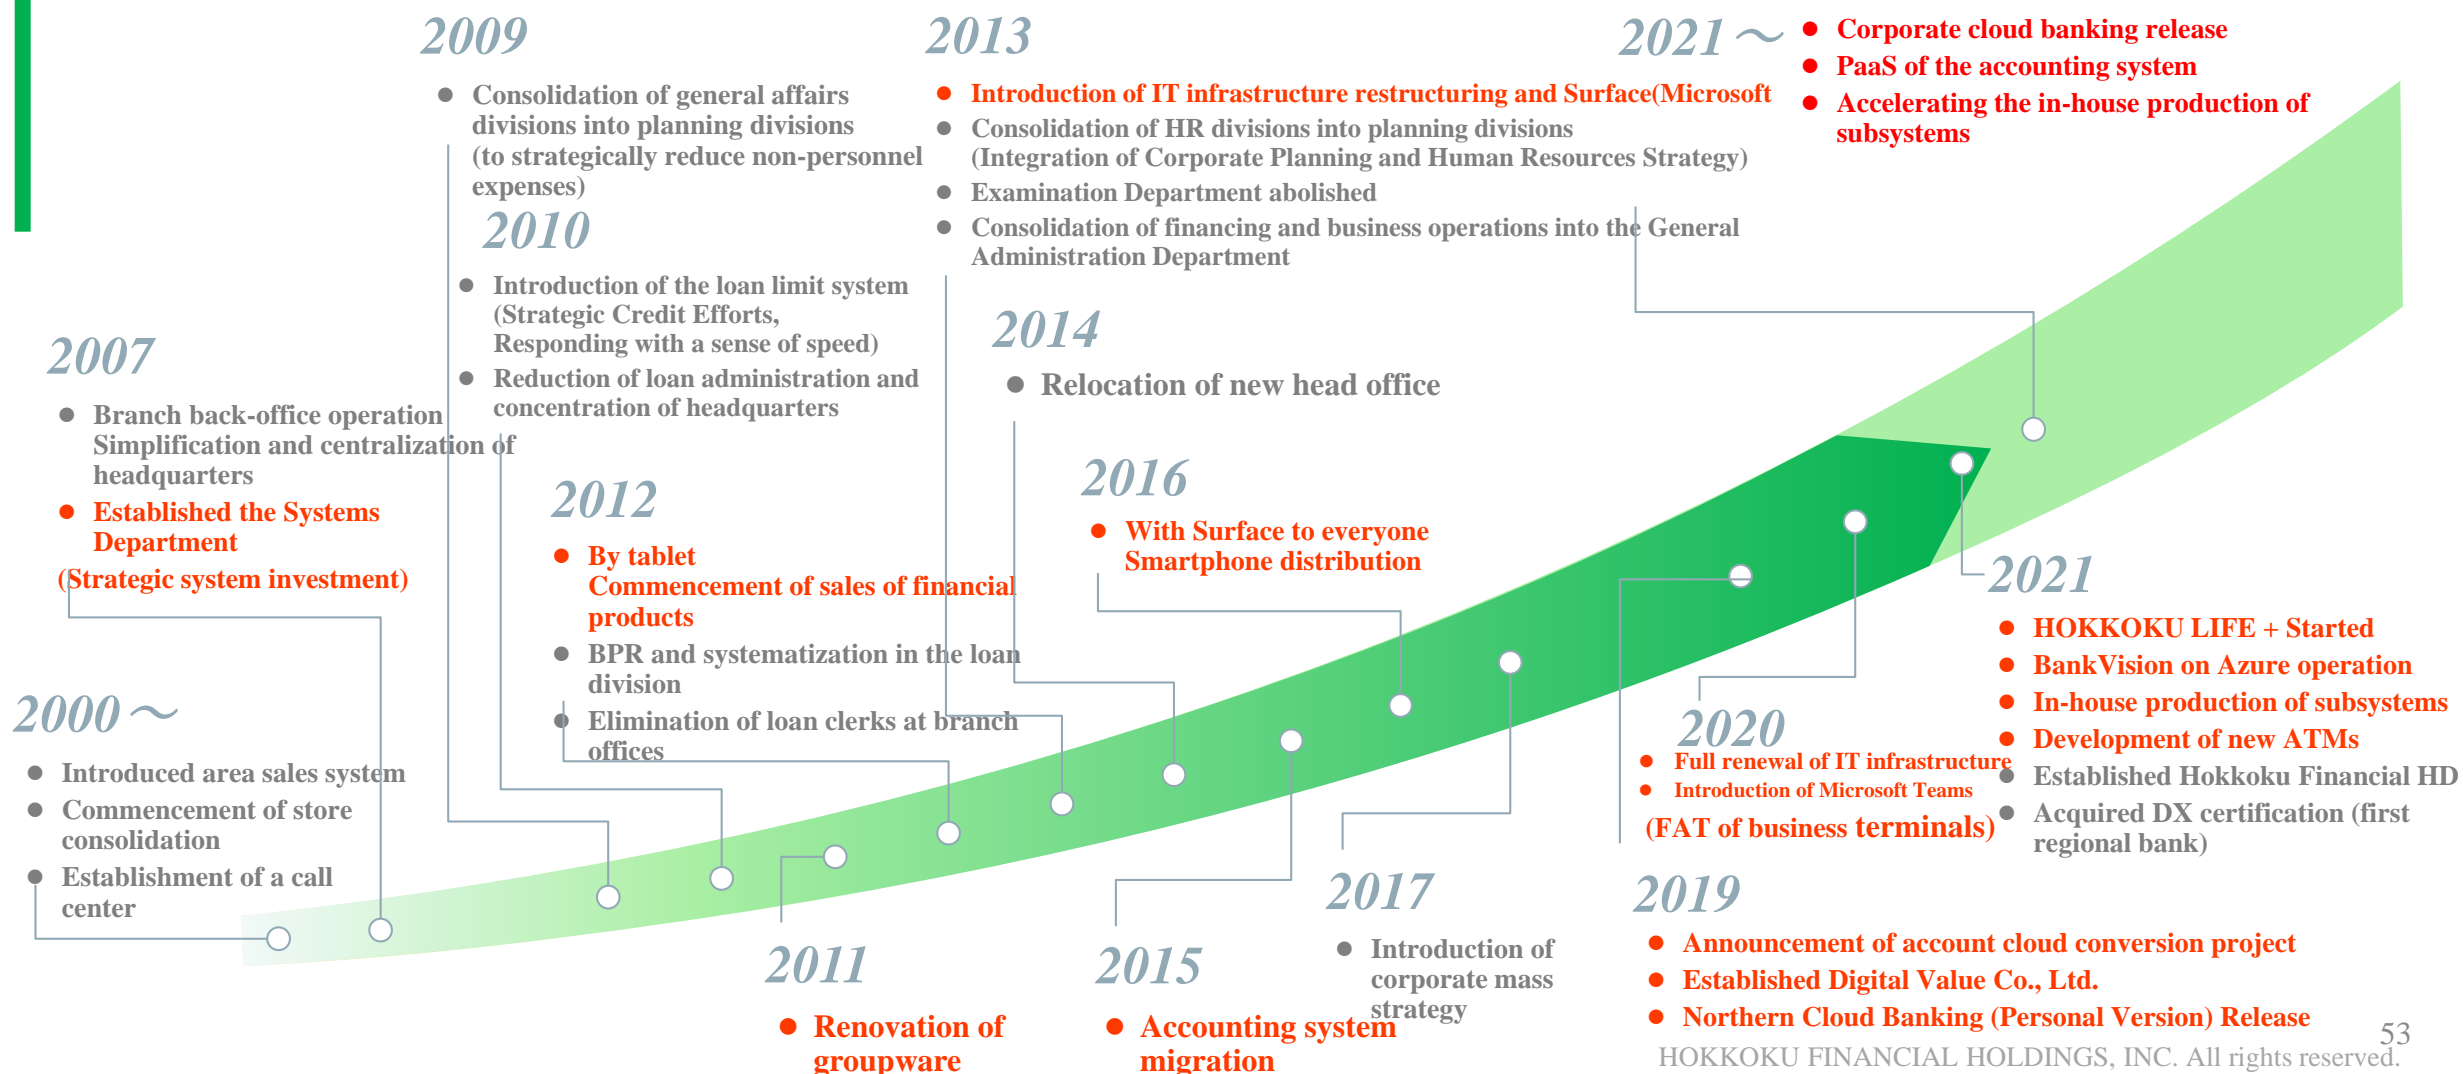 2000～
Introduced area sales system
Commencement of store
consolidation
Establishment of a call
center
2007
Branch back-office operation
Simplification and centralization of
headquarters
Established the Systems
Department
(Strategic system investment)
2009
Consolidation of general affairs
divisions into planning divisions
(to strategically reduce non-personnel
expenses)
2010
Introduction of the loan limit system
(Strategic Credit Efforts,
Responding with a sense of speed)
Reduction of loan administration and
concentration of headquarters
2011
Renovation of
groupware
2012
By tablet
Commencement of sales of financial
products
BPR and systematization in the loan
division
Elimination of loan clerks at branch
offices
2013
Introduction of IT infrastructure restructuring and Surface(Microsoft
Consolidation of HR divisions into planning divisions
(Integration of Corporate Planning and Human Resources Strategy)
Examination Department abolished
Consolidation of financing and business operations into the General
Administration Department
2014
Relocation of new head office
2015
Accounting system
migration
2016
With Surface to everyone
Smartphone distribution
2017
Introduction of
corporate mass
strategy
2019
Announcement of account cloud conversion project
Established Digital Value Co., Ltd.
Northern Cloud Banking (Personal Version) Release
2020
Full renewal of IT infrastructure
Introduction of Microsoft Teams
(FAT of business terminals)
2021
HOKKOKU LIFE + Started
BankVision on Azure operation
In-house production of subsystems
Development of new ATMs
Established Hokkoku Financial HD
Acquired DX certification (first
regional bank)
2021～
Corporate cloud banking release
PaaS of the accounting system
Accelerating the in-house production of
subsystems
53
HOKKOKU FINANCIAL HOLDINGS, INC. All rights reserved.